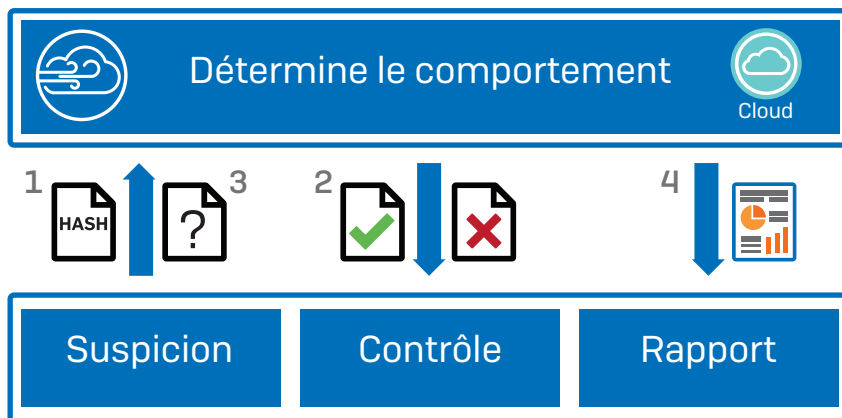 Détermine le comportement
Cloud
1
HASH
?
3
2
4
Suspicion
Contrôle
Rapport